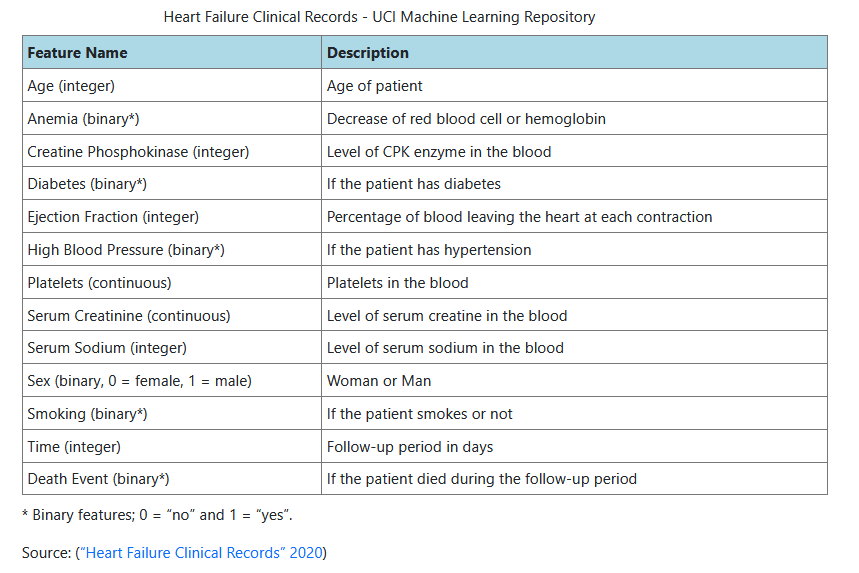 Heart Failure Clinical Records - UCI Machine Learning Repository
Feature Name Description
Age (integer) Age of patient
Anemia (binary*) Decrease of red blood cell or hemoglobin
Creatine Phosphokinase (integer) Level of CPK enzyme in the blood
Diabetes (binary*) If the patient has diabetes
Ejection Fraction (integer) Percentage of blood leaving the heart at each contraction
High Blood Pressure (binary*) If the patient has hypertension
Platelets (continuous) Platelets in the blood
Serum Creatinine (continuous) Level of serum creatine in the blood
Serum Sodium (integer) Level of serum sodium in the blood
Sex (binary, 0 = female, 1 = male) Woman or Man
Smoking (binary*) If the patient smokes or not
Time (integer) Follow-up period in days
Death Event (binary*) If the patient died during the follow-up period
* Binary features; 0 = “no” and 1 = “yes”.
Source: (“Heart Failure Clinical Records” 2020)